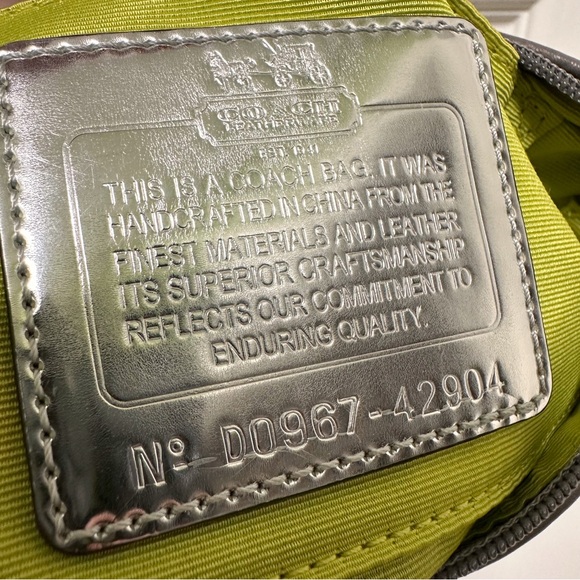 COACH
LEATHERWARE
EST. 1941
THIS IS A COACH BAG. IT WAS
HANDCRAFTED IN CHINA FROM THE
FINEST MATERIALS AND LEATHER
ITS SUPERIOR CRAFTSMANSHIP
REFLECTS OUR COMMITMENT TO
ENDURING QUALITY.
Nº D0967-42904